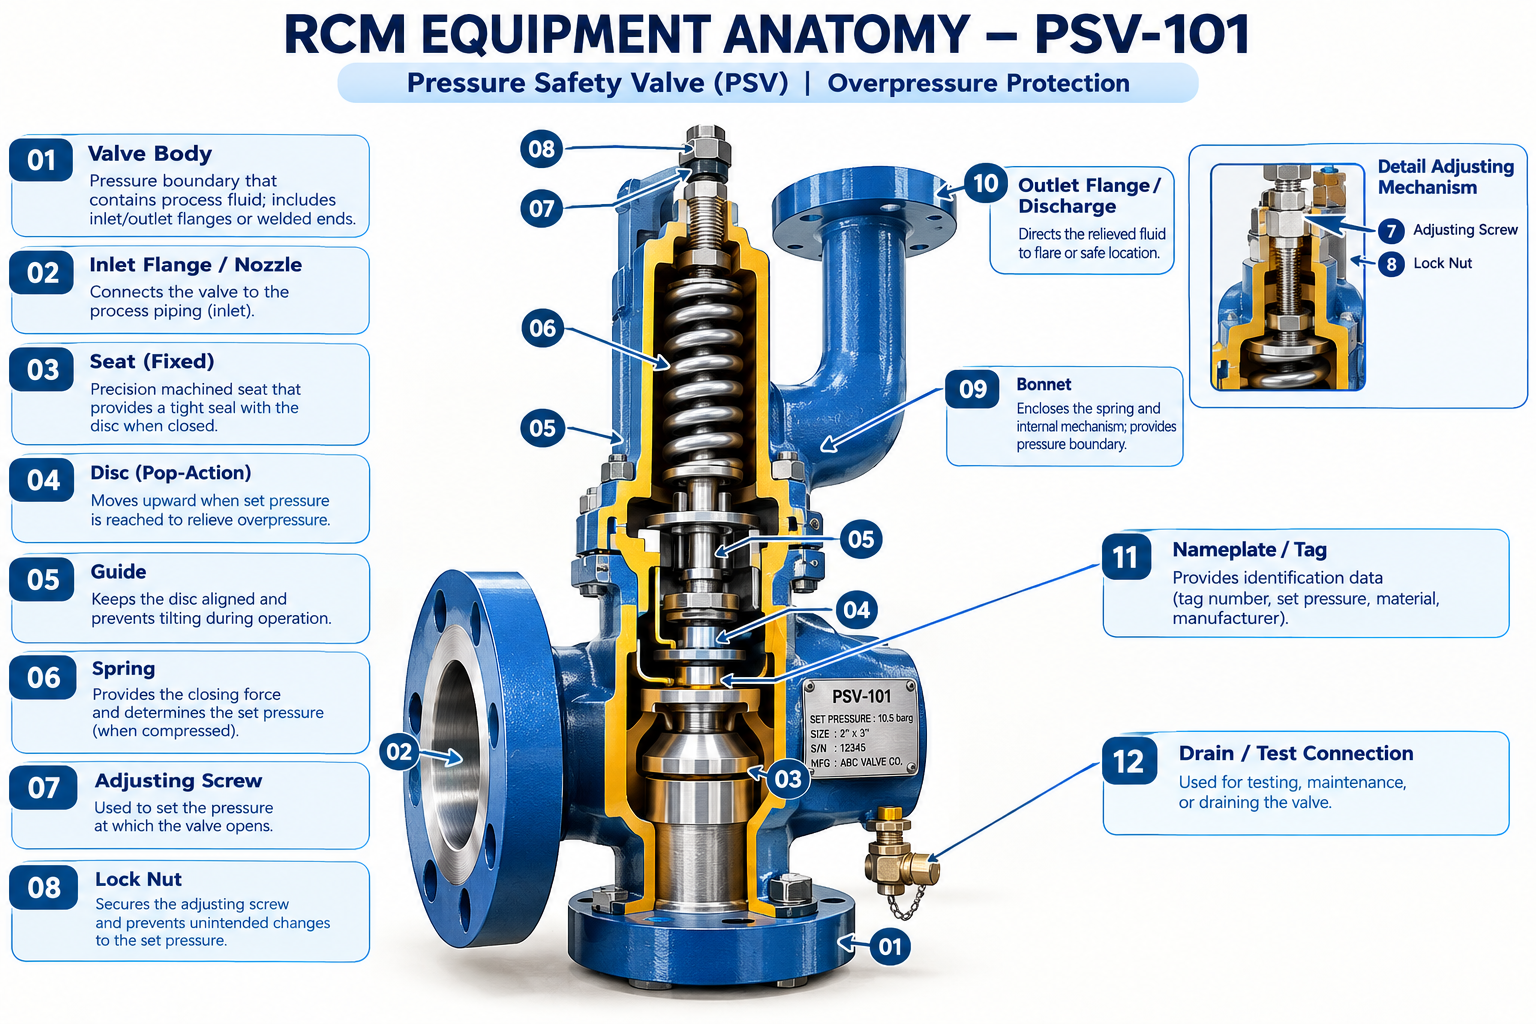 RCM EQUIPMENT ANATOMY – PSV-101
Pressure Safety Valve (PSV) | Overpressure Protection
01
Valve Body
Pressure boundary that
contains process fluid; includes
inlet/outlet flanges or welded ends.
02
Inlet Flange / Nozzle
Connects the valve to the
process piping (inlet).
03
Seat (Fixed)
Precision machined seat that
provides a tight seal with the
disc when closed.
04
Disc (Pop-Action)
Moves upward when set pressure
is reached to relieve overpressure.
05
Guide
Keeps the disc aligned and
prevents tilting during operation.
06
Spring
Provides the closing force
and determines the set pressure
(when compressed).
07
Adjusting Screw
Used to set the pressure
at which the valve opens.
08
Lock Nut
Secures the adjusting screw
and prevents unintended changes
to the set pressure.
08
07
06
05
05
04
03
02
01
PSV-101
SET PRESSURE : 10.5 barg
SIZE : 2" x 3"
S/N : 12345
MFG : ABC VALVE CO.
10
Outlet Flange /
Discharge
Directs the relieved fluid
to flare or safe location.
09
Bonnet
Encloses the spring and
internal mechanism; provides
pressure boundary.
Detail Adjusting
Mechanism
7 Adjusting Screw
8 Lock Nut
11
Nameplate / Tag
Provides identification data
(tag number, set pressure, material,
manufacturer).
12
Drain / Test Connection
Used for testing, maintenance,
or draining the valve.